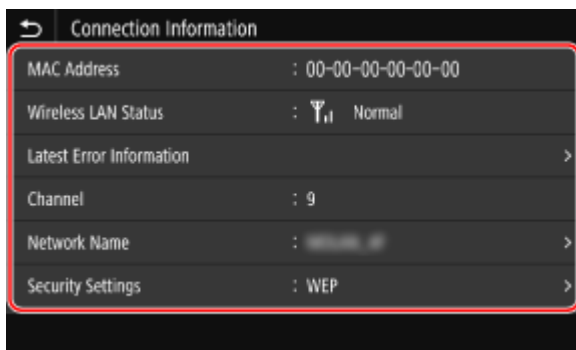 Connection Information
MAC Address : 00-00-00-00-00-00
Wireless LAN Status : Normal
Latest Error Information >
Channel : 9
Network Name : >
Security Settings : WEP >